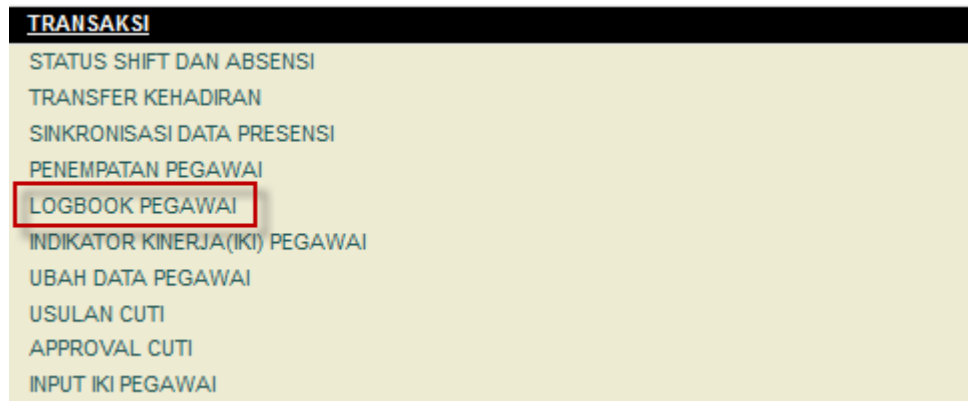 TRANSAKSI
STATUS SHIFT DAN ABSENSI
TRANSFER KEHADIRAN
SINKRONISASI DATA PRESENSI
PENEMPATAN PEGAWAI
LOGBOOK PEGAWAI
INDIKATOR KINERJA(IKI) PEGAWAI
UBAH DATA PEGAWAI
USULAN CUTI
APPROVAL CUTI
INPUT IKI PEGAWAI